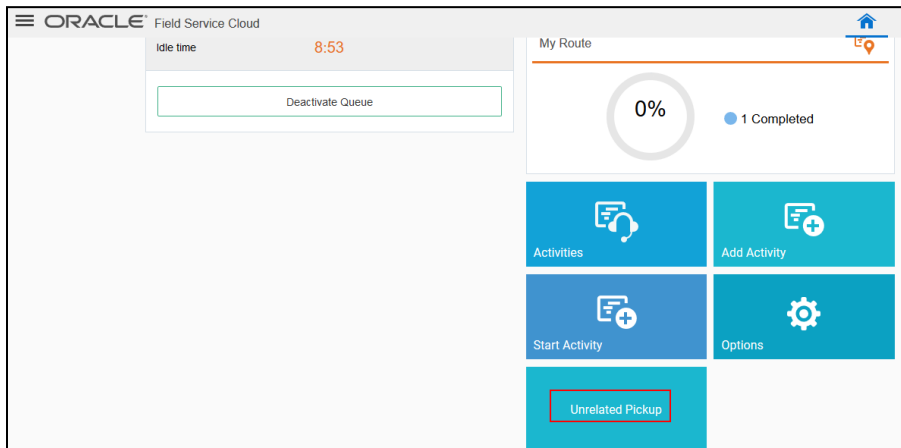 ORACLE® Field Service Cloud
Idle time 8:53
Deactivate Queue
My Route
0%
1 Completed
Activities
Add Activity
Start Activity
Options
Unrelated Pickup